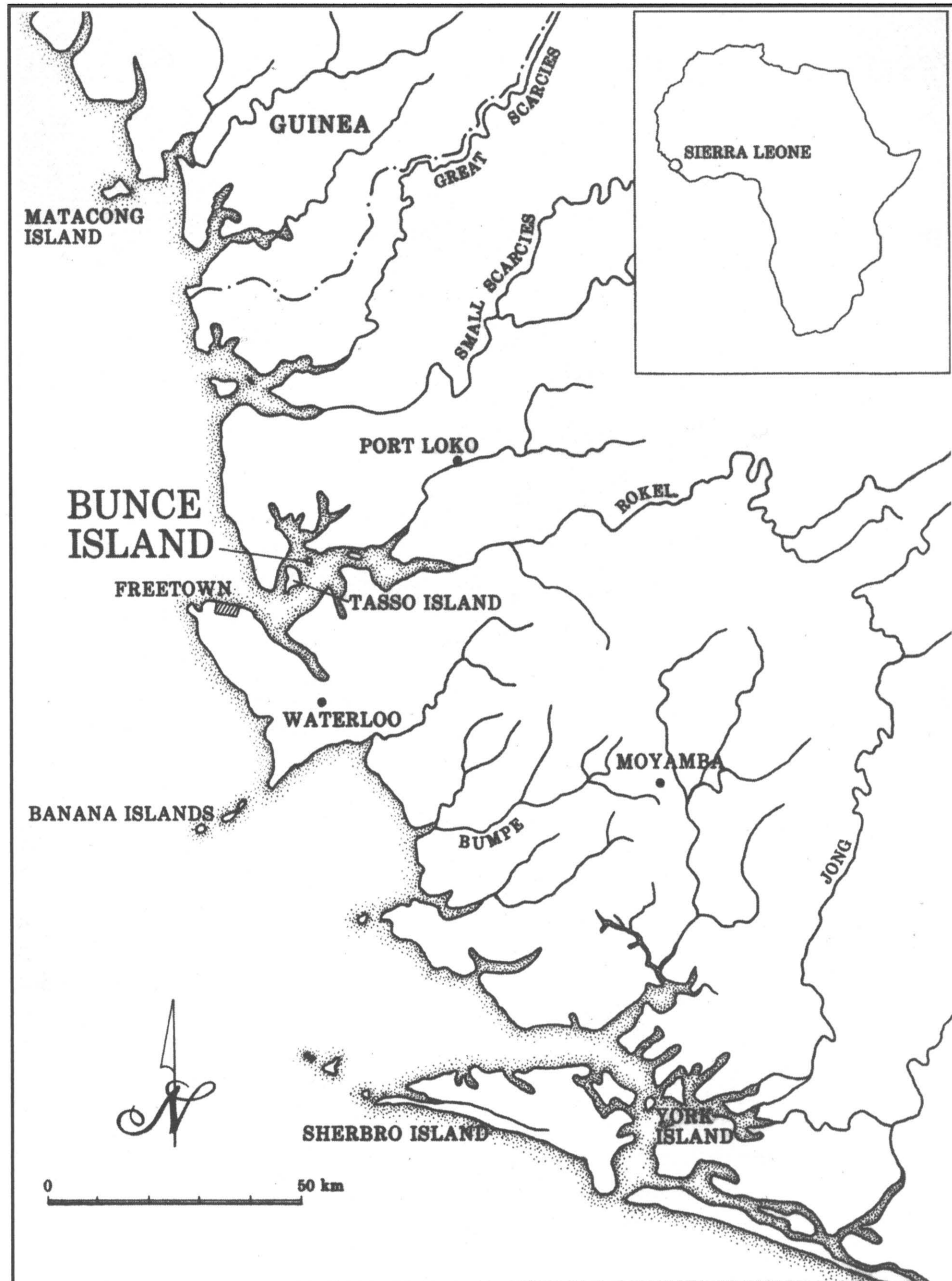 GUINEA
GREAT SCARCIES
MATACONG
ISLAND
SMALL SCARCIES
SIERRA LEONE
PORT LOKO
ROKEL
BUNCE
ISLAND
FREETOWN
TASSO ISLAND
WATERLOO
MOYAMBA
BANANA ISLANDS
BUMPE
JONG
N
YORK
ISLAND
SHERBRO ISLAND
0 50 km